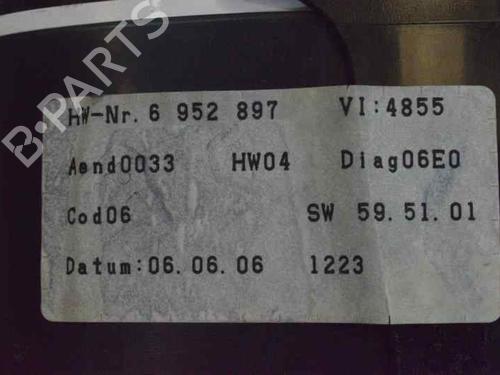 B-PARTS
HW-Nr. 6 952 897 VI:4855
Aend0033 HW04 Diag06E0
Cod06 SW 59.51.01
Datum:06.06.06 1223